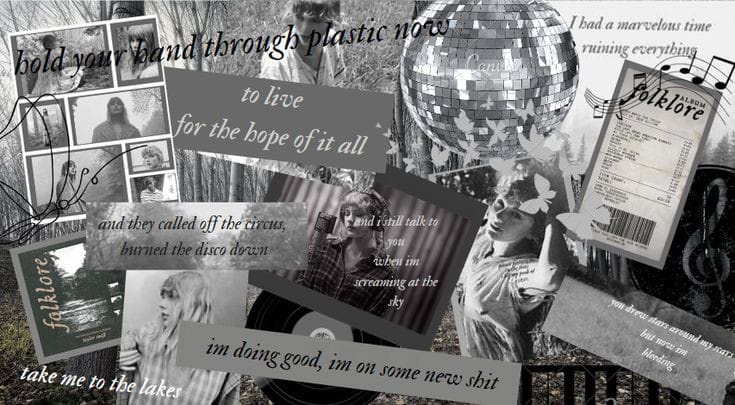 hold your hand through plastic now
I had a marvelous time
ruining everything
Cancel
to live
for the hope of it all
ALBUM
folklore
and they called off the circus,
burned the disco down
and i still talk to
you
when im
screaming at the
sky
folklore
taylor swift
you drew stars around my scars
but now im
bleeding
im doing good, im on some new shit
take me to the lakes